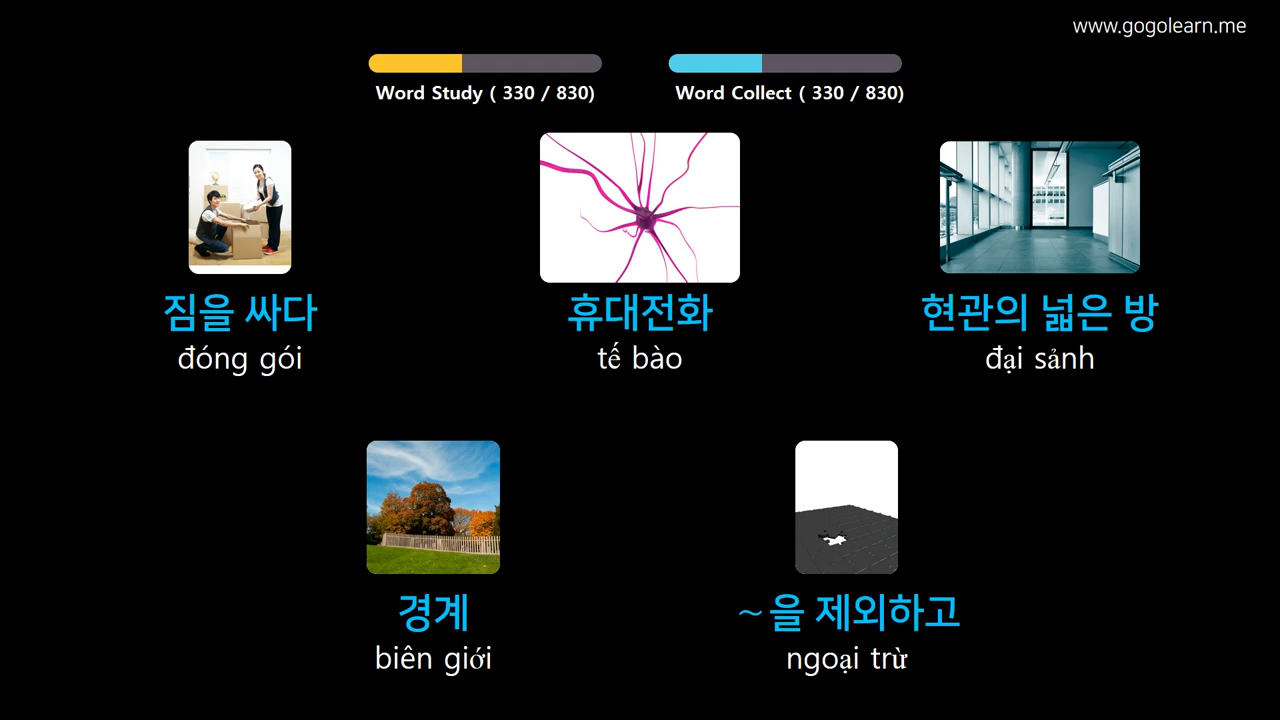 www.gogolearn.me
Word Study ( 330 / 830)
Word Collect ( 330 / 830)
짐을 싸다
đóng gói
휴대전화
tế bào
현관의 넓은 방
đại sảnh
경계
biên giới
~을 제외하고
ngoại trừ